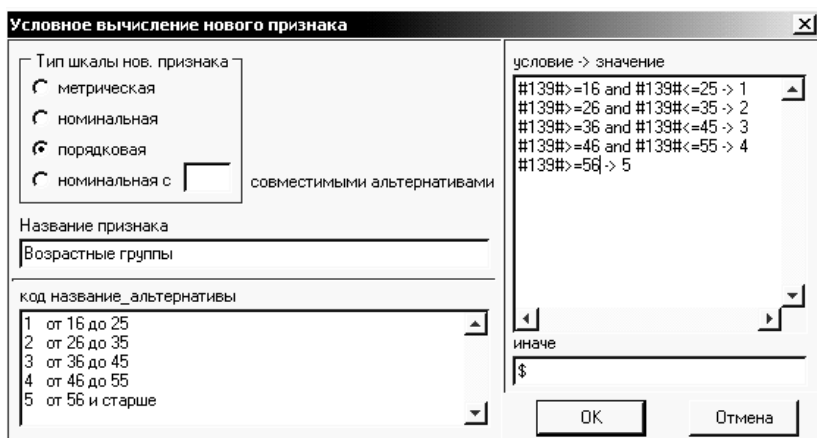 Условное вычисление нового признака
Тип шкалы нов. признака
метрическая
номинальная
порядковая
номинальная с
совместимыми альтернативами
Название признака
Возрастные группы
код название_альтернативы
1 от 16 до 25
2 от 26 до 35
3 от 36 до 45
4 от 46 до 55
5 от 56 и старше
условие -> значение
#139#>=16 and #139#<=25 -> 1
#139#>=26 and #139#<=35 -> 2
#139#>=36 and #139#<=45 -> 3
#139#>=46 and #139#<=55 -> 4
#139#>=56 -> 5
иначе
$
OK
Отмена